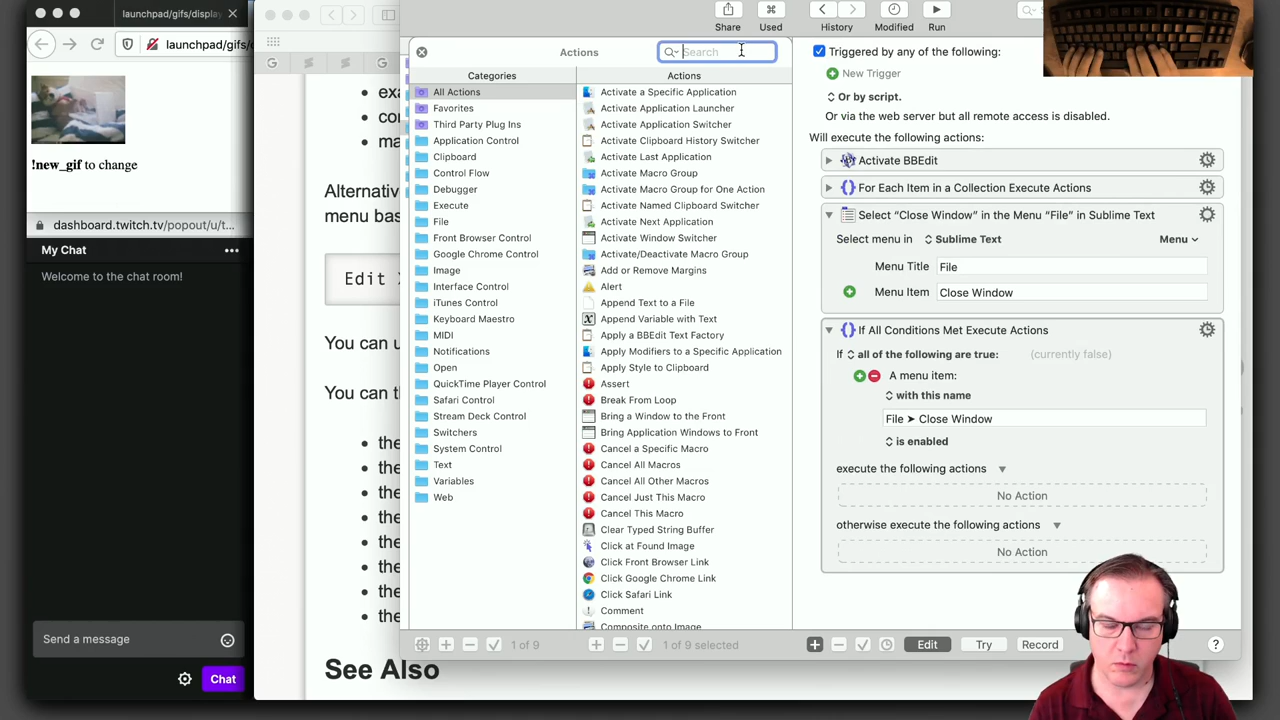 launchpad/gifs/display
launchpad/gifs/
!new_gif to change
dashboard.twitch.tv/popout/u/t...
My Chat
Welcome to the chat room!
Send a message
Chat
exa
con
ma
Alternativ
menu bas
Edit
You can u
You can t
the
the
the
the
the
the
the
the
See Also
Share
Used
History
Modified
Run
Actions
Search
Categories
All Actions
Favorites
Third Party Plug Ins
Application Control
Clipboard
Control Flow
Debugger
Execute
File
Front Browser Control
Google Chrome Control
Image
Interface Control
iTunes Control
Keyboard Maestro
MIDI
Notifications
Open
QuickTime Player Control
Safari Control
Stream Deck Control
Switchers
System Control
Text
Variables
Web
Actions
Activate a Specific Application
Activate Application Launcher
Activate Application Switcher
Activate Clipboard History Switcher
Activate Last Application
Activate Macro Group
Activate Macro Group for One Action
Activate Named Clipboard Switcher
Activate Next Application
Activate Window Switcher
Activate/Deactivate Macro Group
Add or Remove Margins
Alert
Append Text to a File
Append Variable with Text
Apply a BBEdit Text Factory
Apply Modifiers to a Specific Application
Apply Style to Clipboard
Assert
Break From Loop
Bring a Window to the Front
Bring Application Windows to Front
Cancel a Specific Macro
Cancel All Macros
Cancel All Other Macros
Cancel Just This Macro
Cancel This Macro
Clear Typed String Buffer
Click at Found Image
Click Front Browser Link
Click Google Chrome Link
Click Safari Link
Comment
Composite onto Image
1 of 9
1 of 9 selected
Triggered by any of the following:
New Trigger
Or by script.
Or via the web server but all remote access is disabled.
Will execute the following actions:
Activate BBEdit
For Each Item in a Collection Execute Actions
Select “Close Window” in the Menu “File” in Sublime Text
Select menu in Sublime Text Menu
Menu Title File
Menu Item Close Window
If All Conditions Met Execute Actions
If all of the following are true: (currently false)
A menu item:
with this name
File ➤ Close Window
is enabled
execute the following actions
No Action
otherwise execute the following actions
No Action
Edit
Try
Record
?